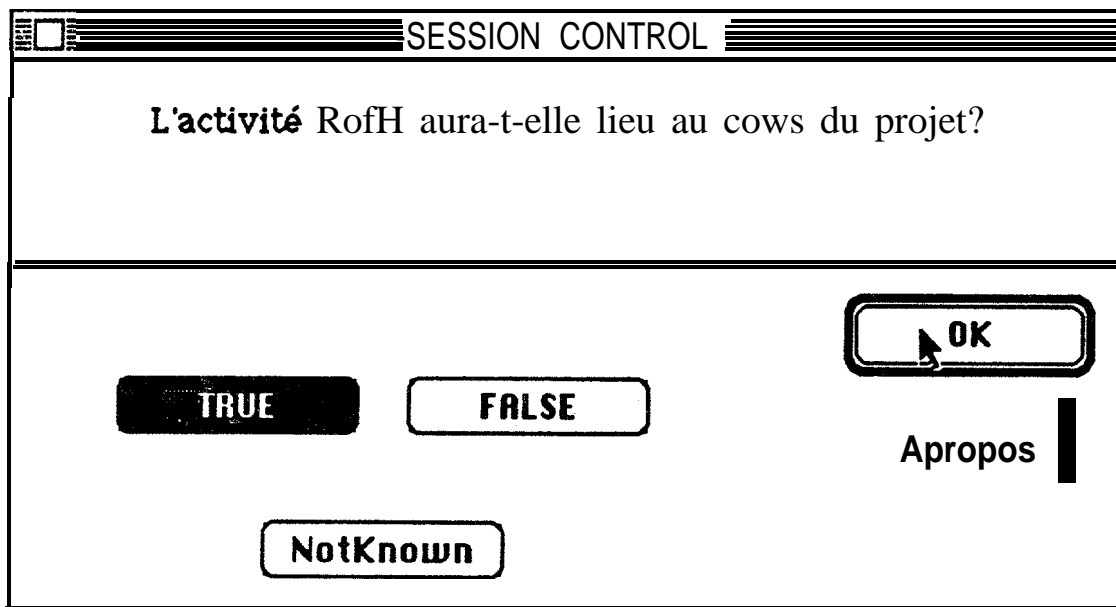 SESSION CONTROL
L'activité RofH aura-t-elle lieu au cows du projet?
OK
TRUE FALSE
Apropos
NotKnown